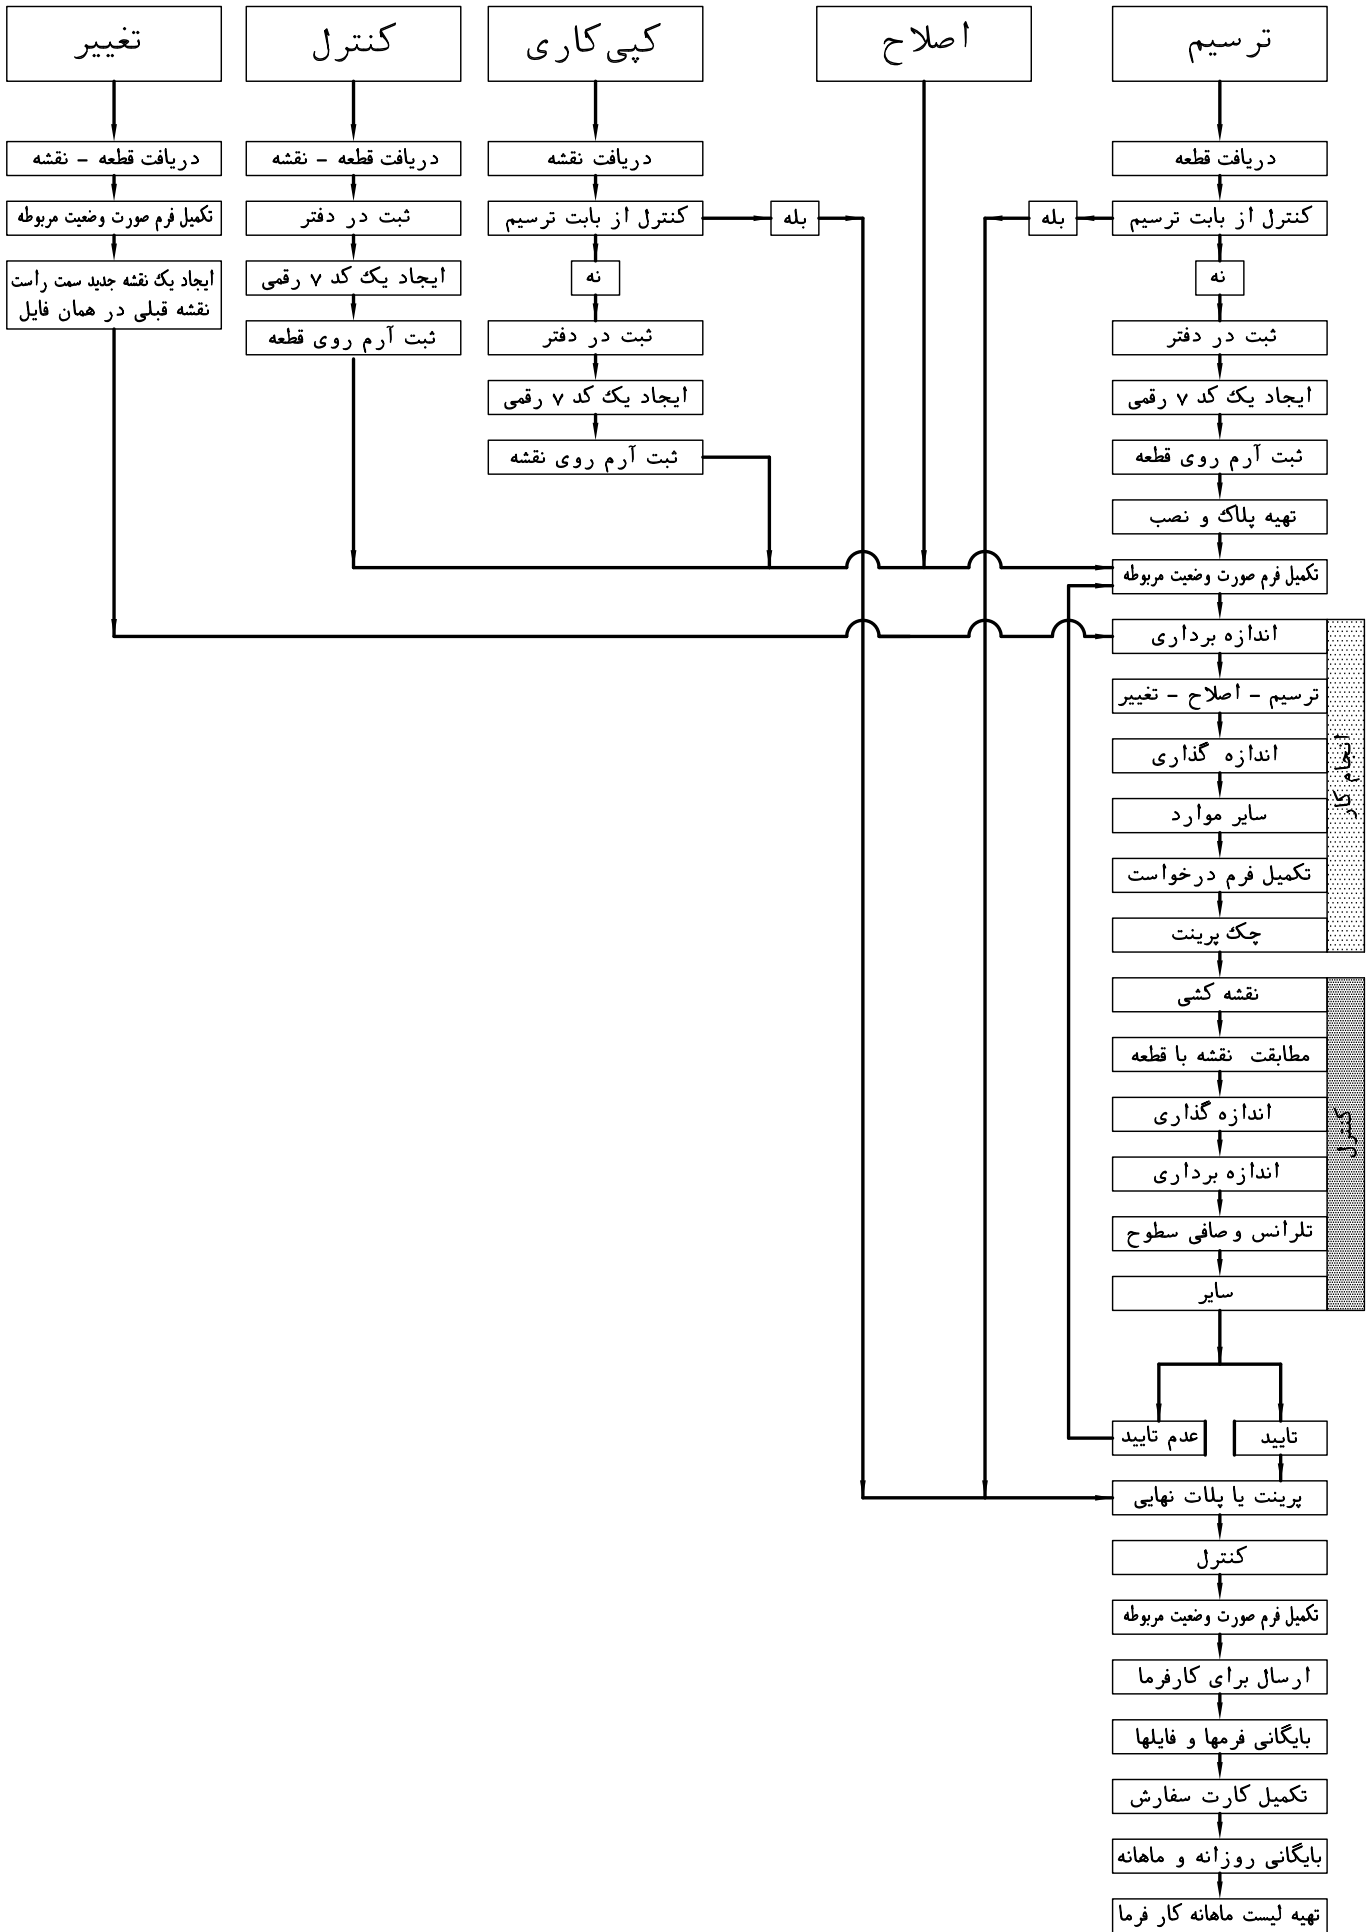 ترسیم
اصلاح
کپی کاری
کنترل
تغییر
دریافت قطعه
دریافت نقشه
دریافت قطعه - نقشه
دریافت قطعه - نقشه
کنترل از بابت ترسیم
بله
بله
کنترل از بابت ترسیم
ثبت در دفتر
تکمیل فرم صورت وضعیت مربوطه
نه
نه
ایجاد یک کد ۷ رقمی
ایجاد یک نقشه جدید سمت راست
نقشه قبلی در همان فایل
ثبت در دفتر
ثبت در دفتر
ثبت آرم روی قطعه
ایجاد یک کد ۷ رقمی
ایجاد یک کد ۷ رقمی
ثبت آرم روی قطعه
ثبت آرم روی نقشه
تهیه پلاک و نصب
تکمیل فرم صورت وضعیت مربوطه
اندازه برداری
ترسیم - اصلاح - تغییر
اندازه گذاری
انجام کار
سایر موارد
تکمیل فرم درخواست
چک پرینت
نقشه کشی
مطابقت نقشه با قطعه
اندازه گذاری
کنترل
اندازه برداری
تلرانس و صافی سطوح
سایر
تایید
عدم تایید
پرینت یا پلات نهایی
کنترل
تکمیل فرم صورت وضعیت مربوطه
ارسال برای کارفرما
بایگانی فرمها و فایلها
تکمیل کارت سفارش
بایگانی روزانه و ماهانه
تهیه لیست ماهانه کار فرما